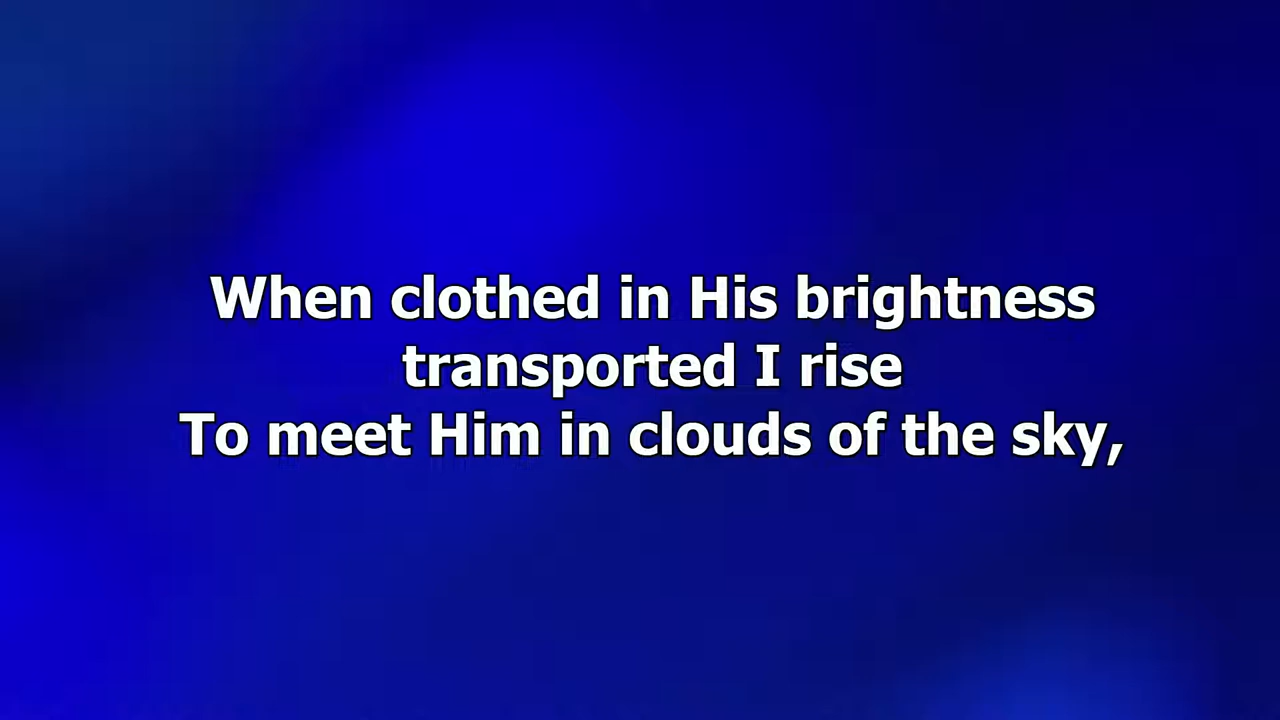 When clothed in His brightness
transported I rise
To meet Him in clouds of the sky,